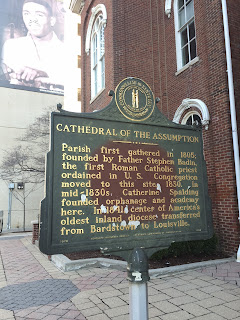 CATHEDRAL OF THE ASSUMPTION
Parish first gathered in 1805;
founded by Father Stephen Badin,
the first Roman Catholic priest
ordained in U.S. Congregation
moved to this site, 1830. In
mid-1830s, Catherine Spalding
founded orphanage and academy
here. In center of America's
oldest inland diocese transferred
from Bardstown to Louisville.